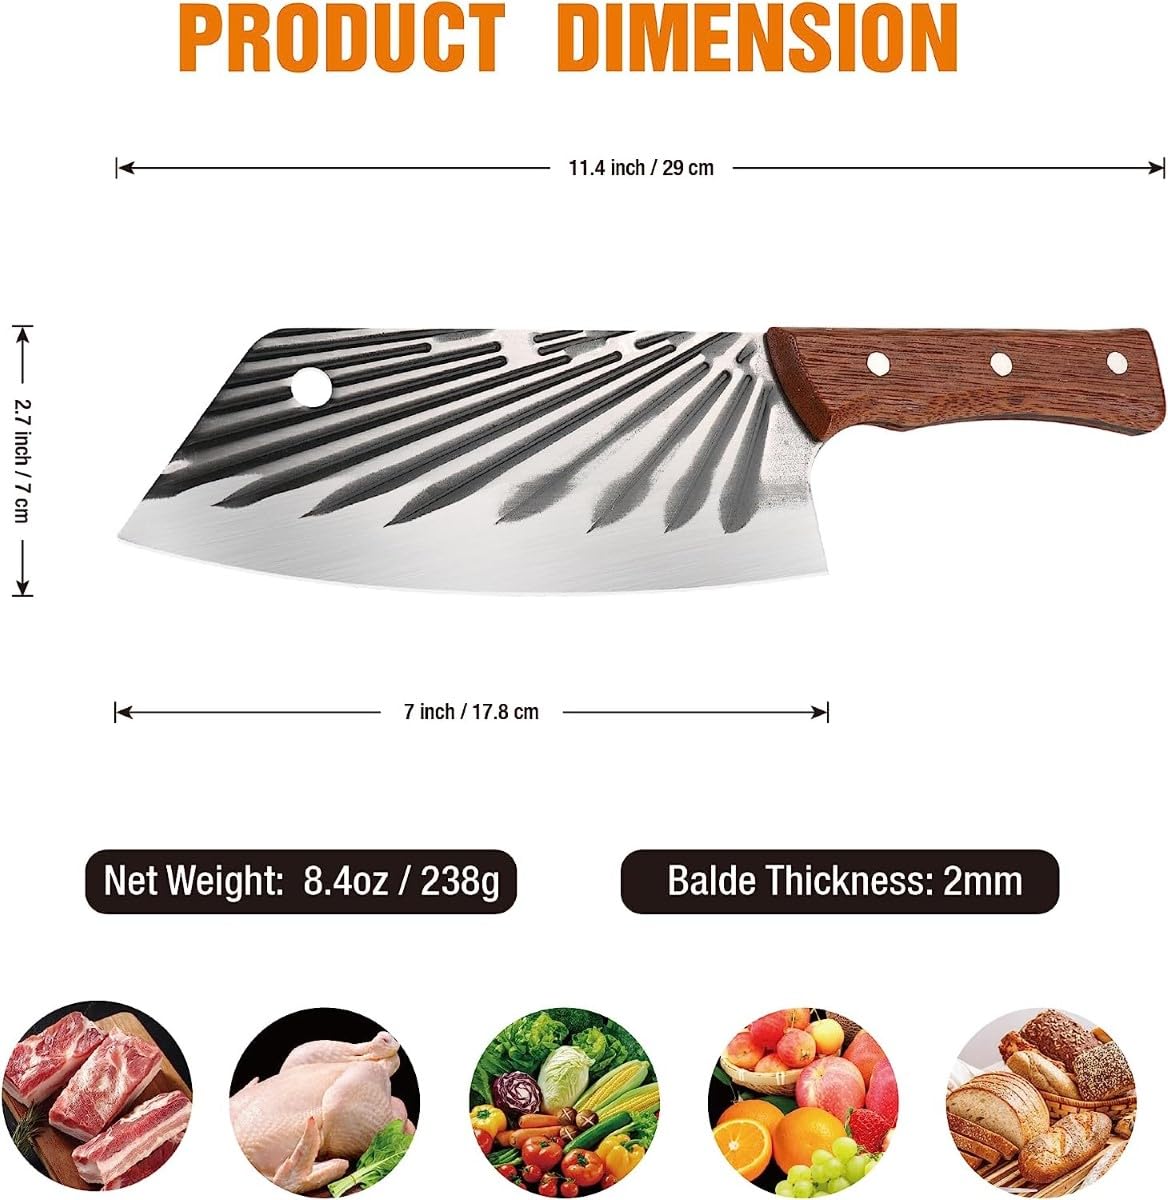 PRODUCT DIMENSION
11.4 inch / 29 cm
2.7 inch / 7 cm
7 inch / 17.8 cm
Net Weight: 8.4oz / 238g
Balde Thickness: 2mm